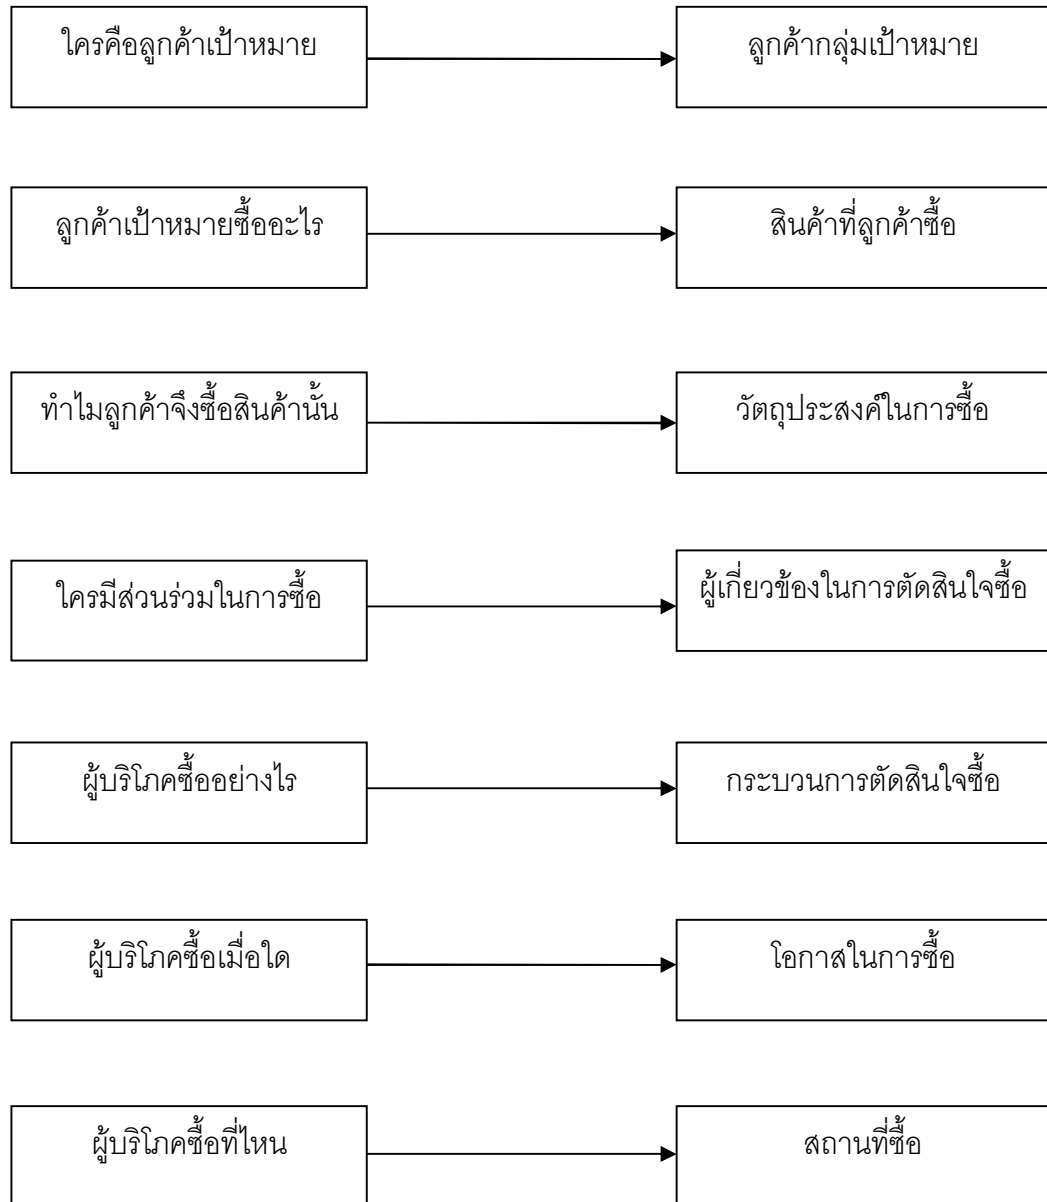 ใครคือลูกค้าเป้าหมาย
ลูกค้ากลุ่มเป้าหมาย
ลูกค้าเป้าหมายซื้ออะไร
สินค้าที่ลูกค้าซื้อ
ทำไมลูกค้าจึงซื้อสินค้านั้น
วัตถุประสงค์ในการซื้อ
ใครมีส่วนร่วมในการซื้อ
ผู้เกี่ยวข้องในการตัดสินใจซื้อ
ผู้บริโภคซื้ออย่างไร
กระบวนการตัดสินใจซื้อ
ผู้บริโภคซื้อเมื่อใด
โอกาสในการซื้อ
ผู้บริโภคซื้อที่ไหน
สถานที่ซื้อ